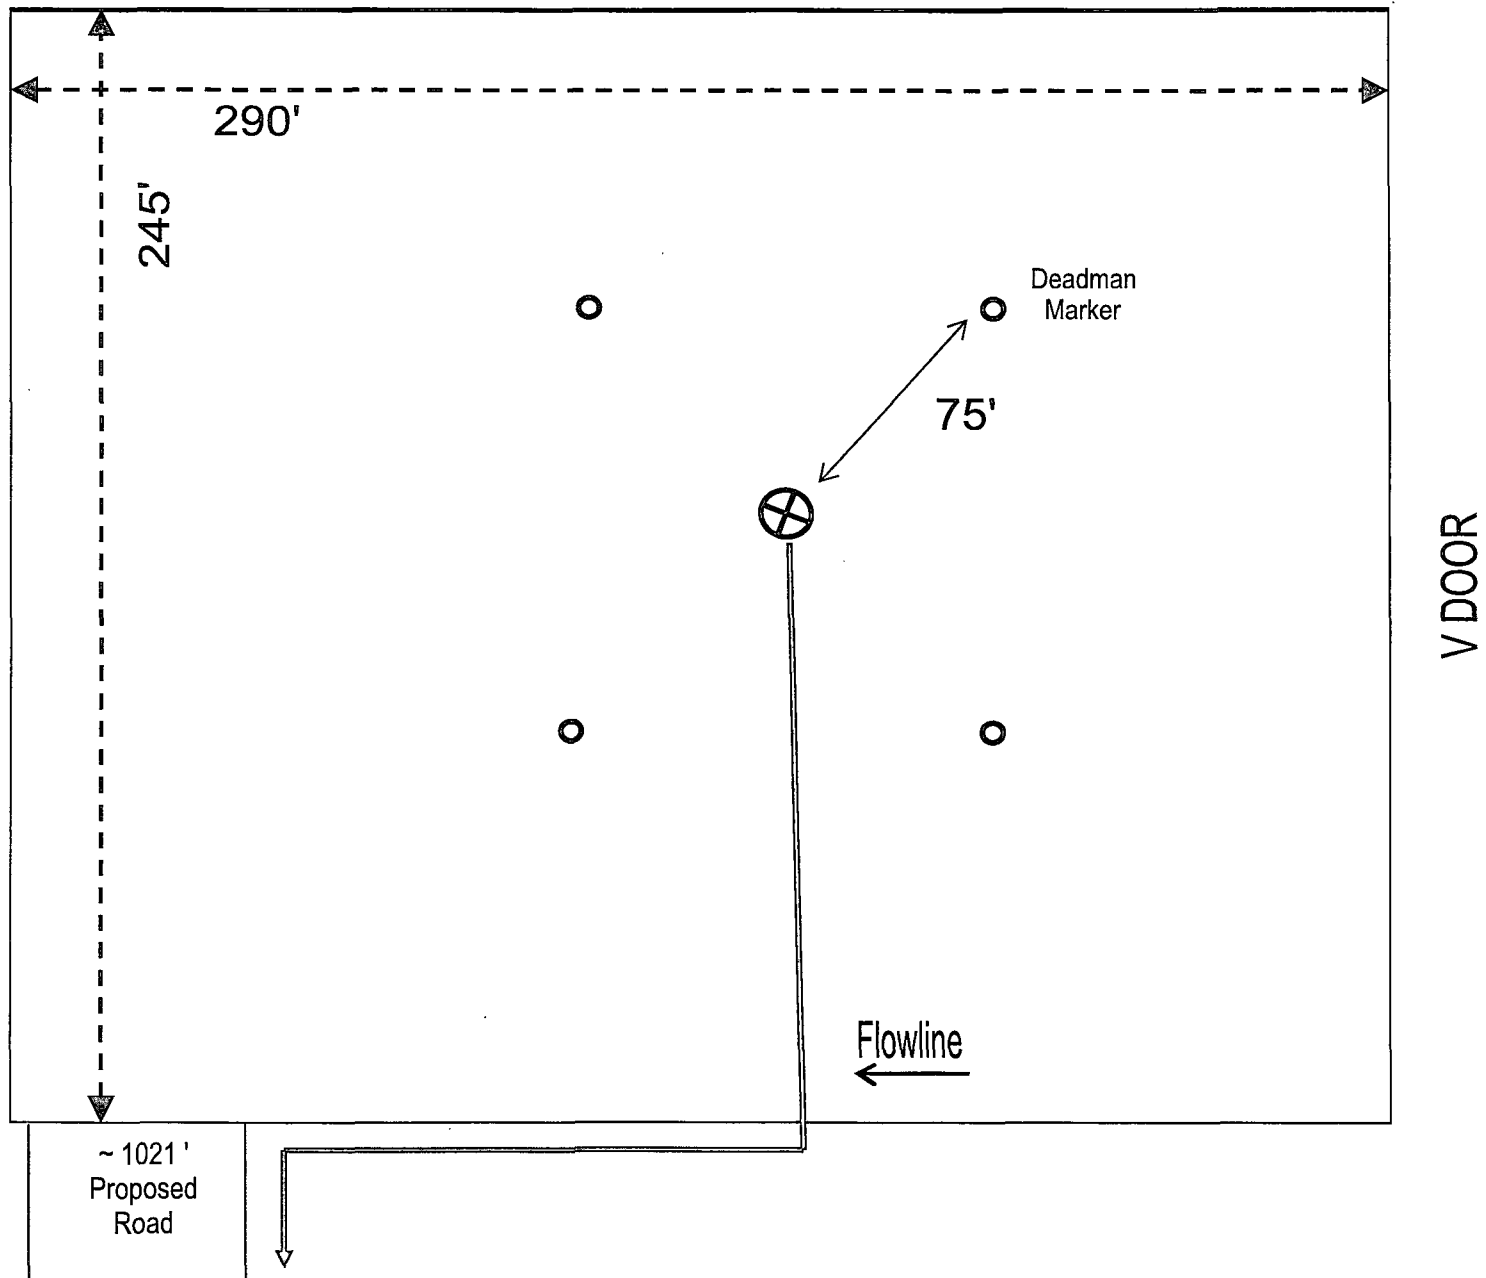 290'
245'
Deadman
Marker
75'
V DOOR
Flowline
~ 1021 '
Proposed
Road